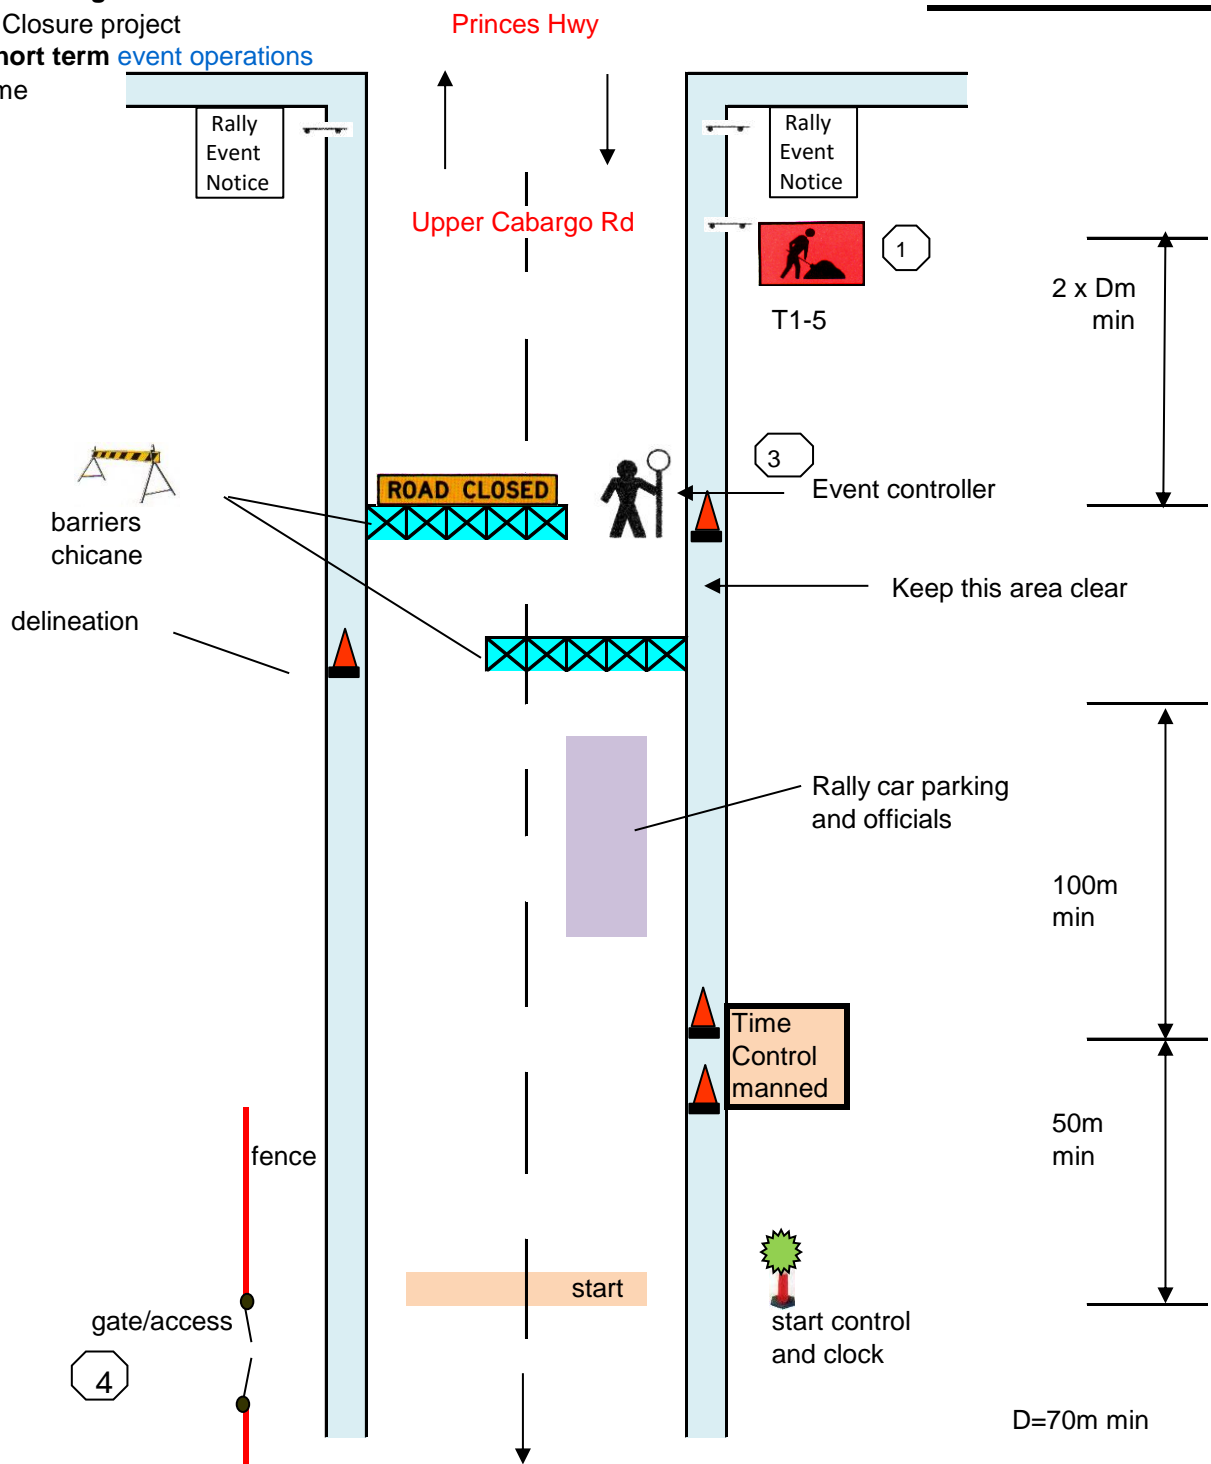 Closure project
Princes Hwy
hort term event operations
me
Rally
Event
Notice
Rally
Event
Notice
Upper Cabargo Rd
1
T1-5
2 x Dm
min
3
ROAD CLOSED
Event controller
barriers
chicane
Keep this area clear
delineation
Rally car parking
and officials
100m
min
Time
Control
manned
50m
min
fence
start
gate/access
start control
and clock
4
D=70m min